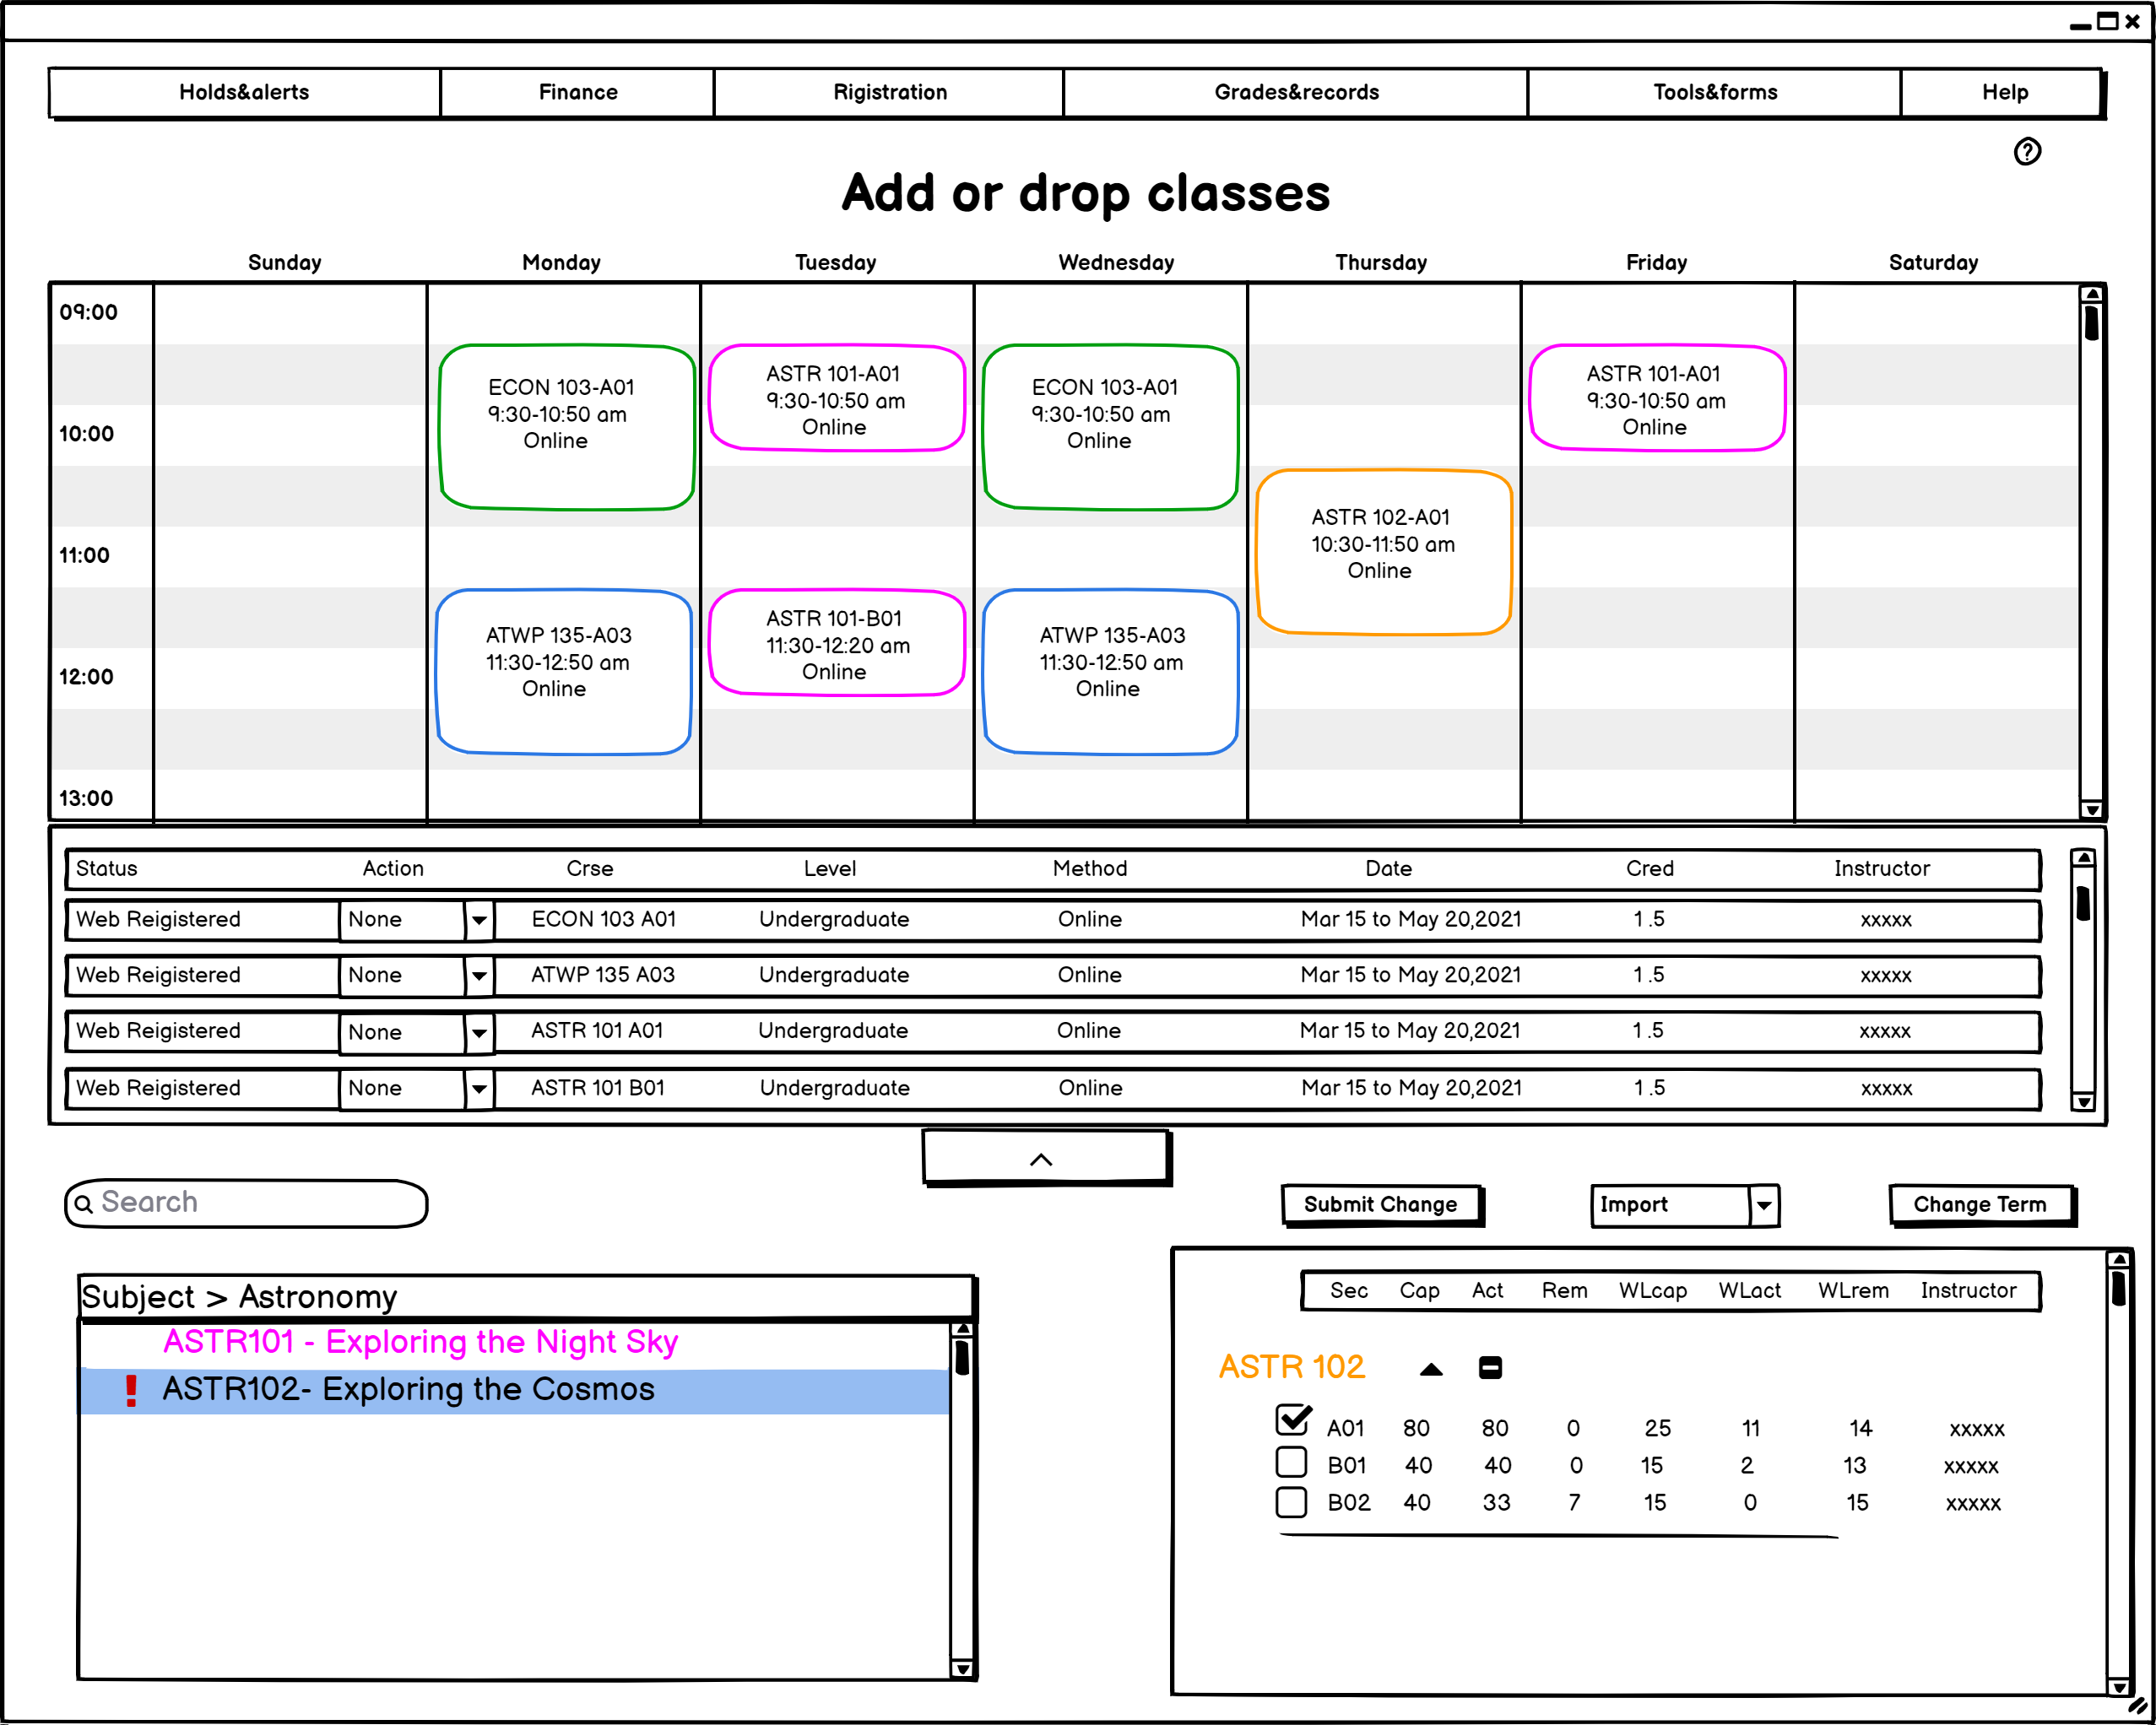 Holds&alerts Finance Rigistration Grades&records Tools&forms Help
?
Add or drop classes
Sunday Monday Tuesday Wednesday Thursday Friday Saturday
09:00
10:00
11:00
12:00
13:00
ECON 103-A01
9:30-10:50 am
Online
ATWP 135-A03
11:30-12:50 am
Online
ASTR 101-A01
9:30-10:50 am
Online
ASTR 101-B01
11:30-12:20 am
Online
ECON 103-A01
9:30-10:50 am
Online
ATWP 135-A03
11:30-12:50 am
Online
ASTR 102-A01
10:30-11:50 am
Online
ASTR 101-A01
9:30-10:50 am
Online
Status Action Crse Level Method Date Cred Instructor
Web Reigistered None ECON 103 A01 Undergraduate Online Mar 15 to May 20,2021 1.5 xxxxx
Web Reigistered None ATWP 135 A03 Undergraduate Online Mar 15 to May 20,2021 1.5 xxxxx
Web Reigistered None ASTR 101 A01 Undergraduate Online Mar 15 to May 20,2021 1.5 xxxxx
Web Reigistered None ASTR 101 B01 Undergraduate Online Mar 15 to May 20,2021 1.5 xxxxx
Search
Submit Change Import Change Term
Subject > Astronomy
ASTR101 - Exploring the Night Sky
! ASTR102- Exploring the Cosmos
Sec Cap Act Rem WLcap WLact WLrem Instructor
ASTR 102
A01 80 80 0 25 11 14 xxxxx
B01 40 40 0 15 2 13 xxxxx
B02 40 33 7 15 0 15 xxxxx